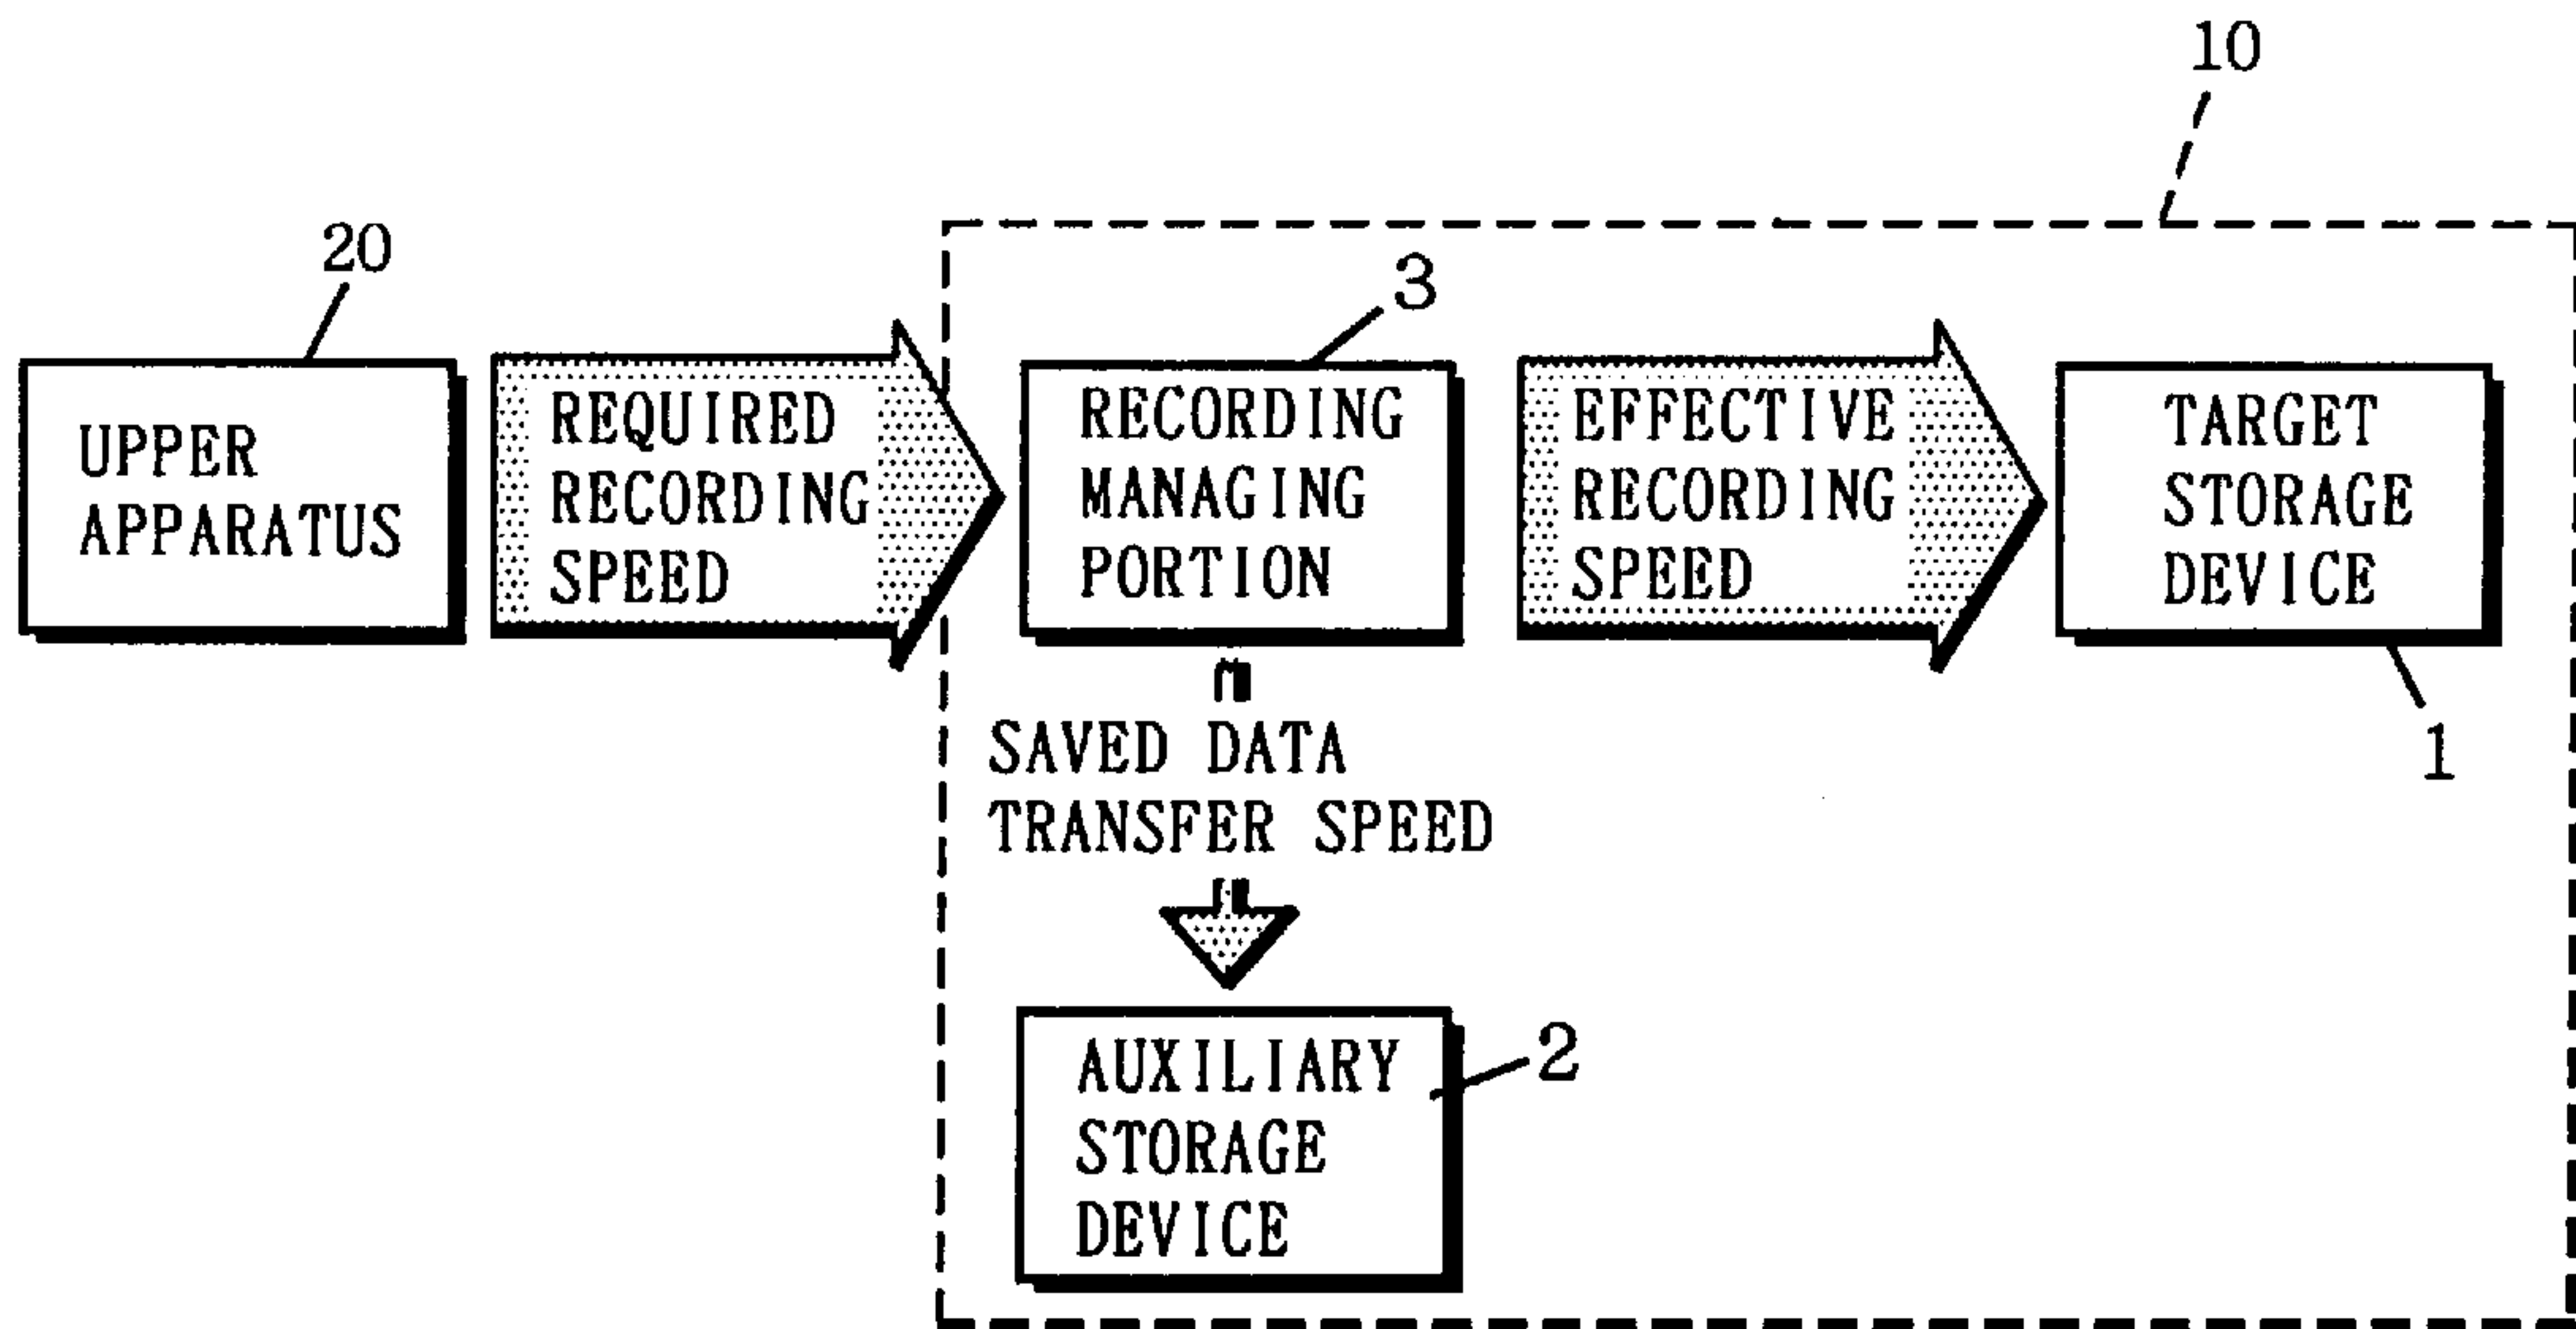 10
20
3
UPPER
APPARATUS
REQUIRED
RECORDING
SPEED
RECORDING
MANAGING
PORTION
EFFECTIVE
RECORDING
SPEED
TARGET
STORAGE
DEVICE
1
SAVED DATA
TRANSFER SPEED
AUXILIARY
STORAGE
DEVICE
2